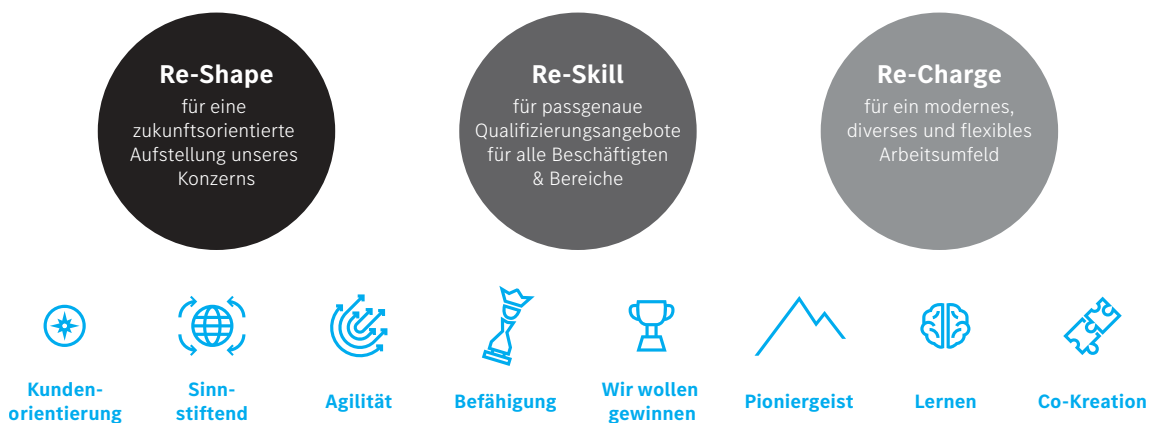 Re-Shape
für eine
zukunftsorientierte
Aufstellung unseres
Konzerns
Re-Skill
für passgenaue
Qualifizierungsangebote
für alle Beschäftigten
& Bereiche
Re-Charge
für ein modernes,
diverses und flexibles
Arbeitsumfeld
Kunden-
orientierung
Sinn-
stiftend
Agilität
Befähigung
Wir wollen
gewinnen
Pioniergeist
Lernen
Co-Kreation